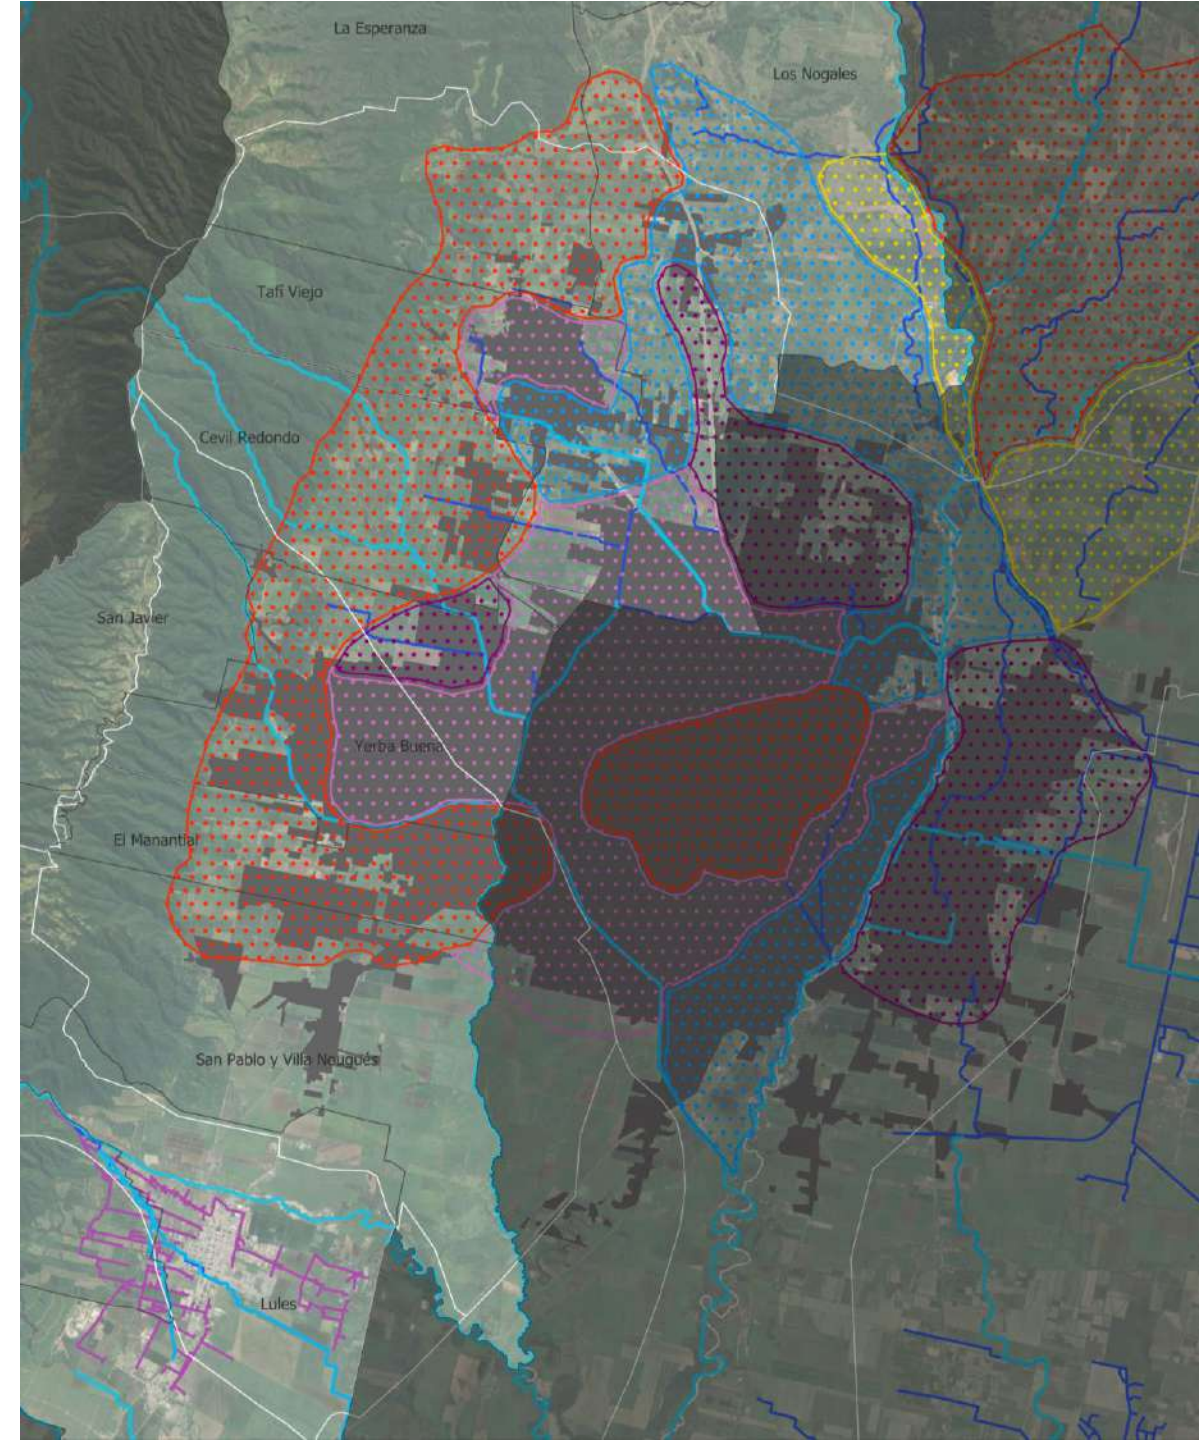 La Esperanza
Los Nogales
Tafí Viejo
Cevil Redondo
San Javier
Yerba Buena
El Manantial
San Pablo y Villa Nougués
Lules